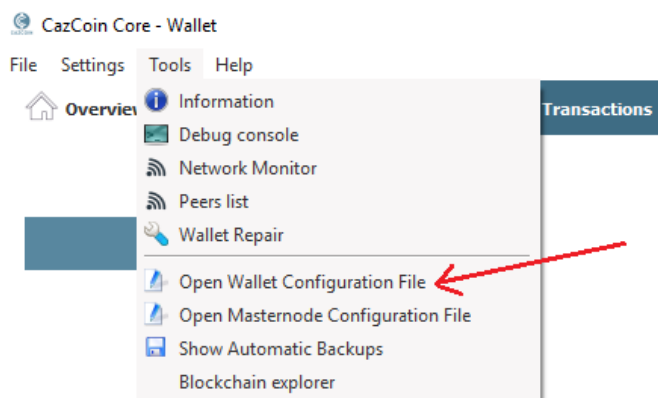 CazCoin Core - Wallet
File Settings Tools Help
Overview Transactions
Information
Debug console
Network Monitor
Peers list
Wallet Repair
Open Wallet Configuration File
Open Masternode Configuration File
Show Automatic Backups
Blockchain explorer